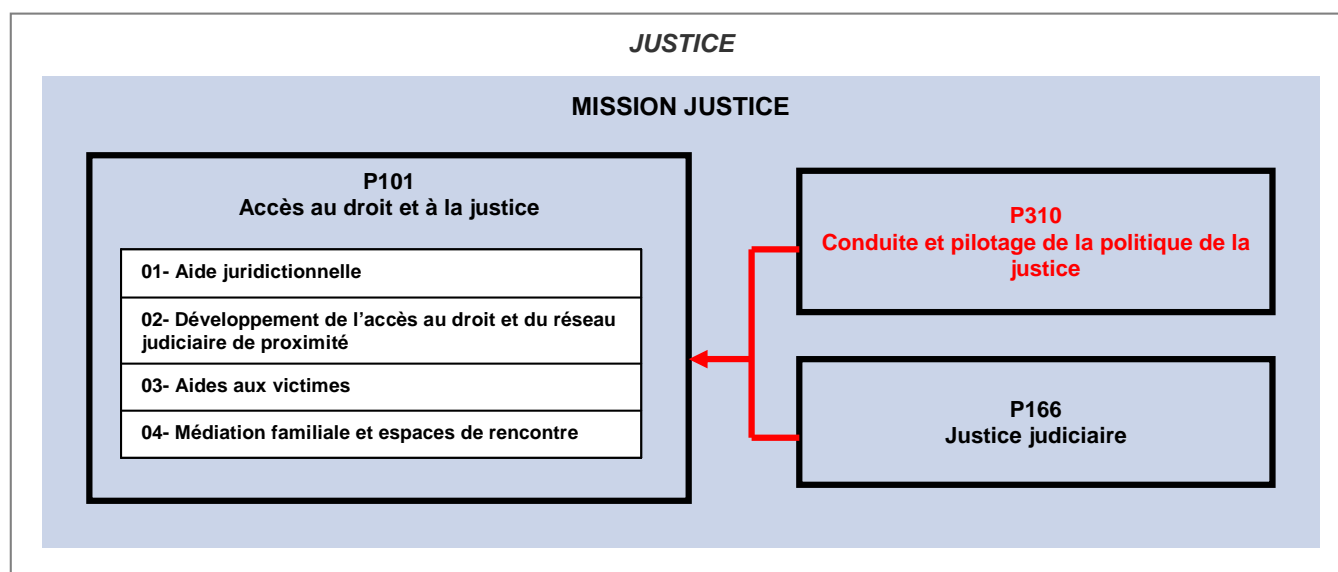 JUSTICE
MISSION JUSTICE
P101
Accès au droit et à la justice
01- Aide juridictionnelle
02- Développement de l’accès au droit et du réseau
judiciaire de proximité
03- Aides aux victimes
04- Médiation familiale et espaces de rencontre
P310
Conduite et pilotage de la politique de la
justice
P166
Justice judiciaire